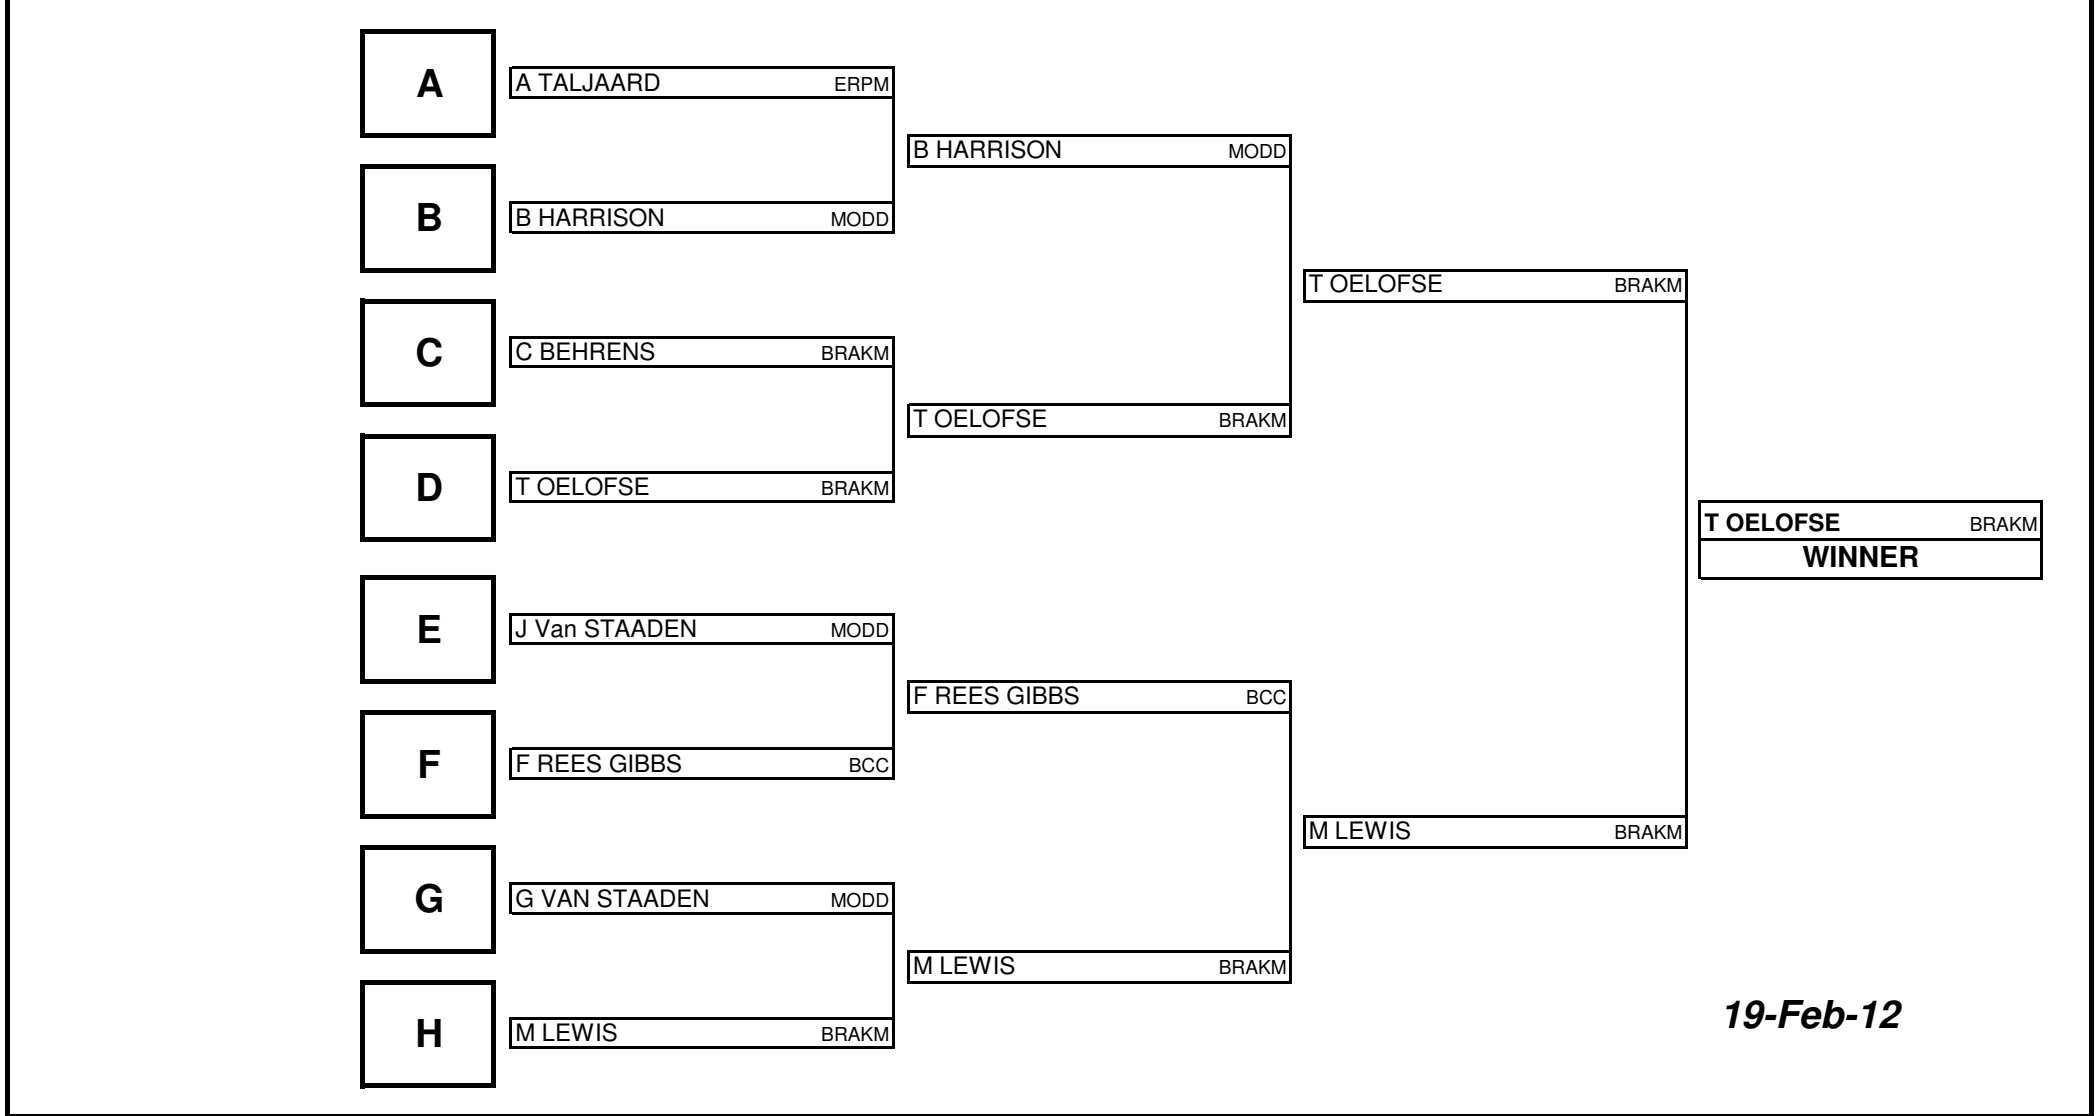 A
A TALJAARD ERPM
B HARRISON MODD
B
B HARRISON MODD
T OELOFSE BRAKM
C
C BEHRENS BRAKM
T OELOFSE BRAKM
D
T OELOFSE BRAKM
T OELOFSE BRAKM
WINNER
E
J Van STAADEN MODD
F REES GIBBS BCC
F
F REES GIBBS BCC
M LEWIS BRAKM
G
G VAN STAADEN MODD
M LEWIS BRAKM
H
M LEWIS BRAKM
19-Feb-12